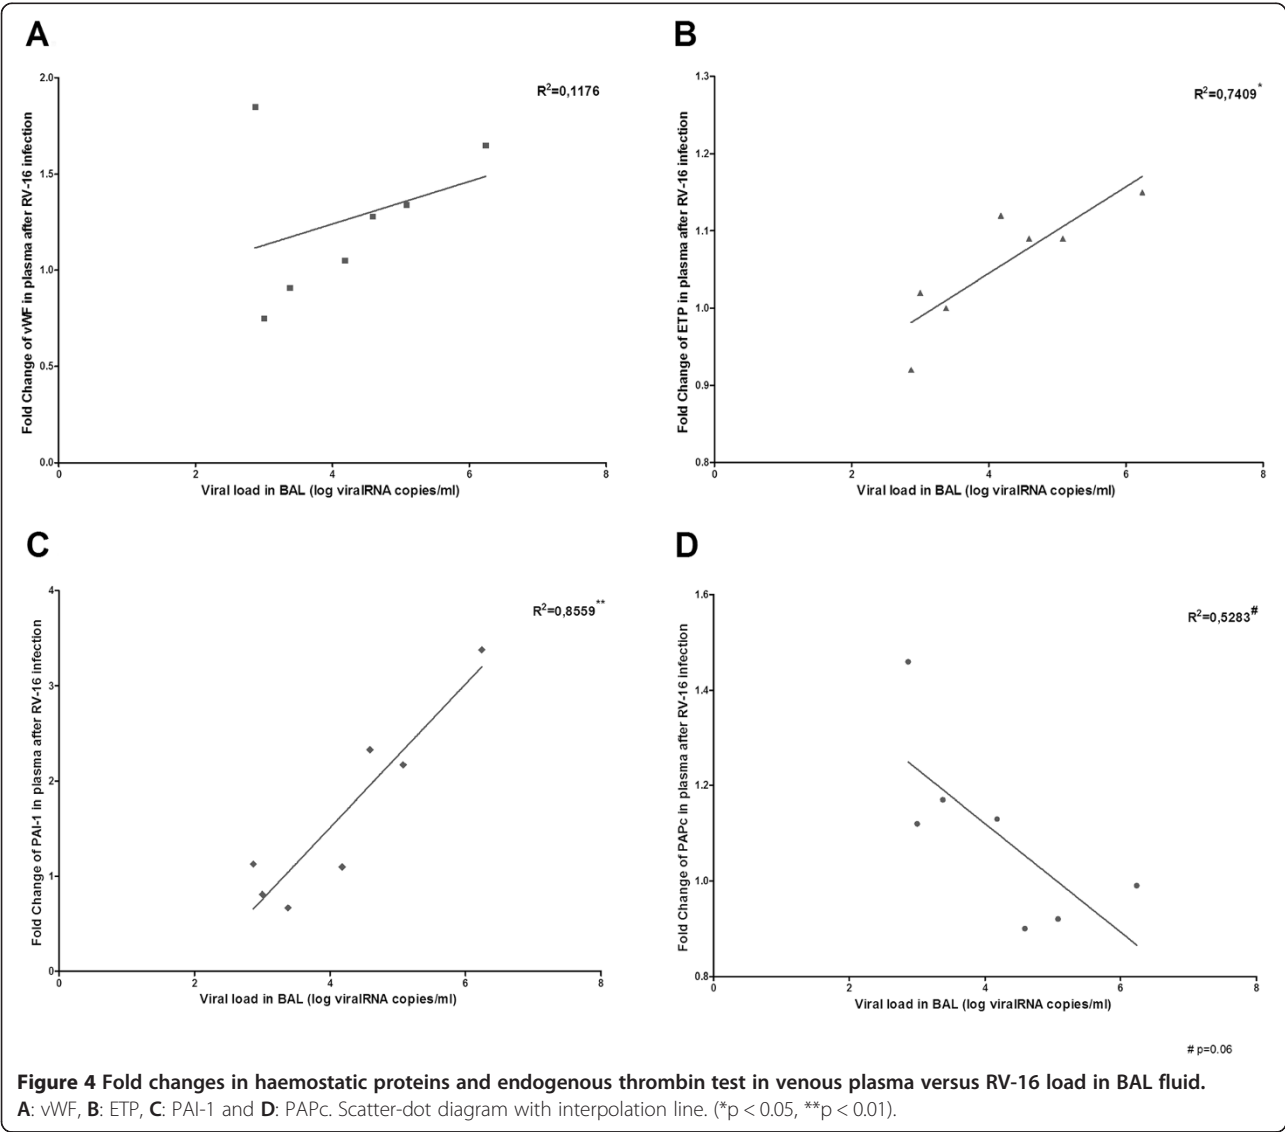 A
R²=0,1176
Fold Change of vWF in plasma after RV-16 infection
2.0
1.5
1.0
0.5
0.0
0 2 4 6 8
Viral load in BAL (log viralRNA copies/ml)
B
R²=0,7409*
Fold Change of ETP in plasma after RV-16 infection
1.3
1.2
1.1
1.0
0.9
0.8
0 2 4 6 8
Viral load in BAL (log viralRNA copies/ml)
C
R²=0,8559**
Fold Change of PAI-1 in plasma after RV-16 infection
4
3
2
1
0
0 2 4 6 8
Viral load in BAL (log viralRNA copies/ml)
D
R²=0,5283#
Fold Change of PAPc in plasma after RV-16 infection
1.6
1.4
1.2
1.0
0.8
0 2 4 6 8
Viral load in BAL (log viralRNA copies/ml)
# p=0.06
Figure 4 Fold changes in haemostatic proteins and endogenous thrombin test in venous plasma versus RV-16 load in BAL fluid.
A: vWF, B: ETP, C: PAI-1 and D: PAPc. Scatter-dot diagram with interpolation line. (*p < 0.05, **p < 0.01).